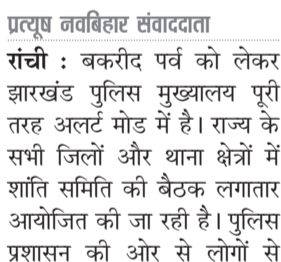 प्रत्यूष नवबिहार संवाददाता
रांची : बकरीद पर्व को लेकर
झारखंड पुलिस मुख्यालय पूरी
तरह अलर्ट मोड में है। राज्य के
सभी जिलों और थाना क्षेत्रों में
शांति समिति की बैठक लगातार
आयोजित की जा रही है। पुलिस
प्रशासन की ओर से लोगों से